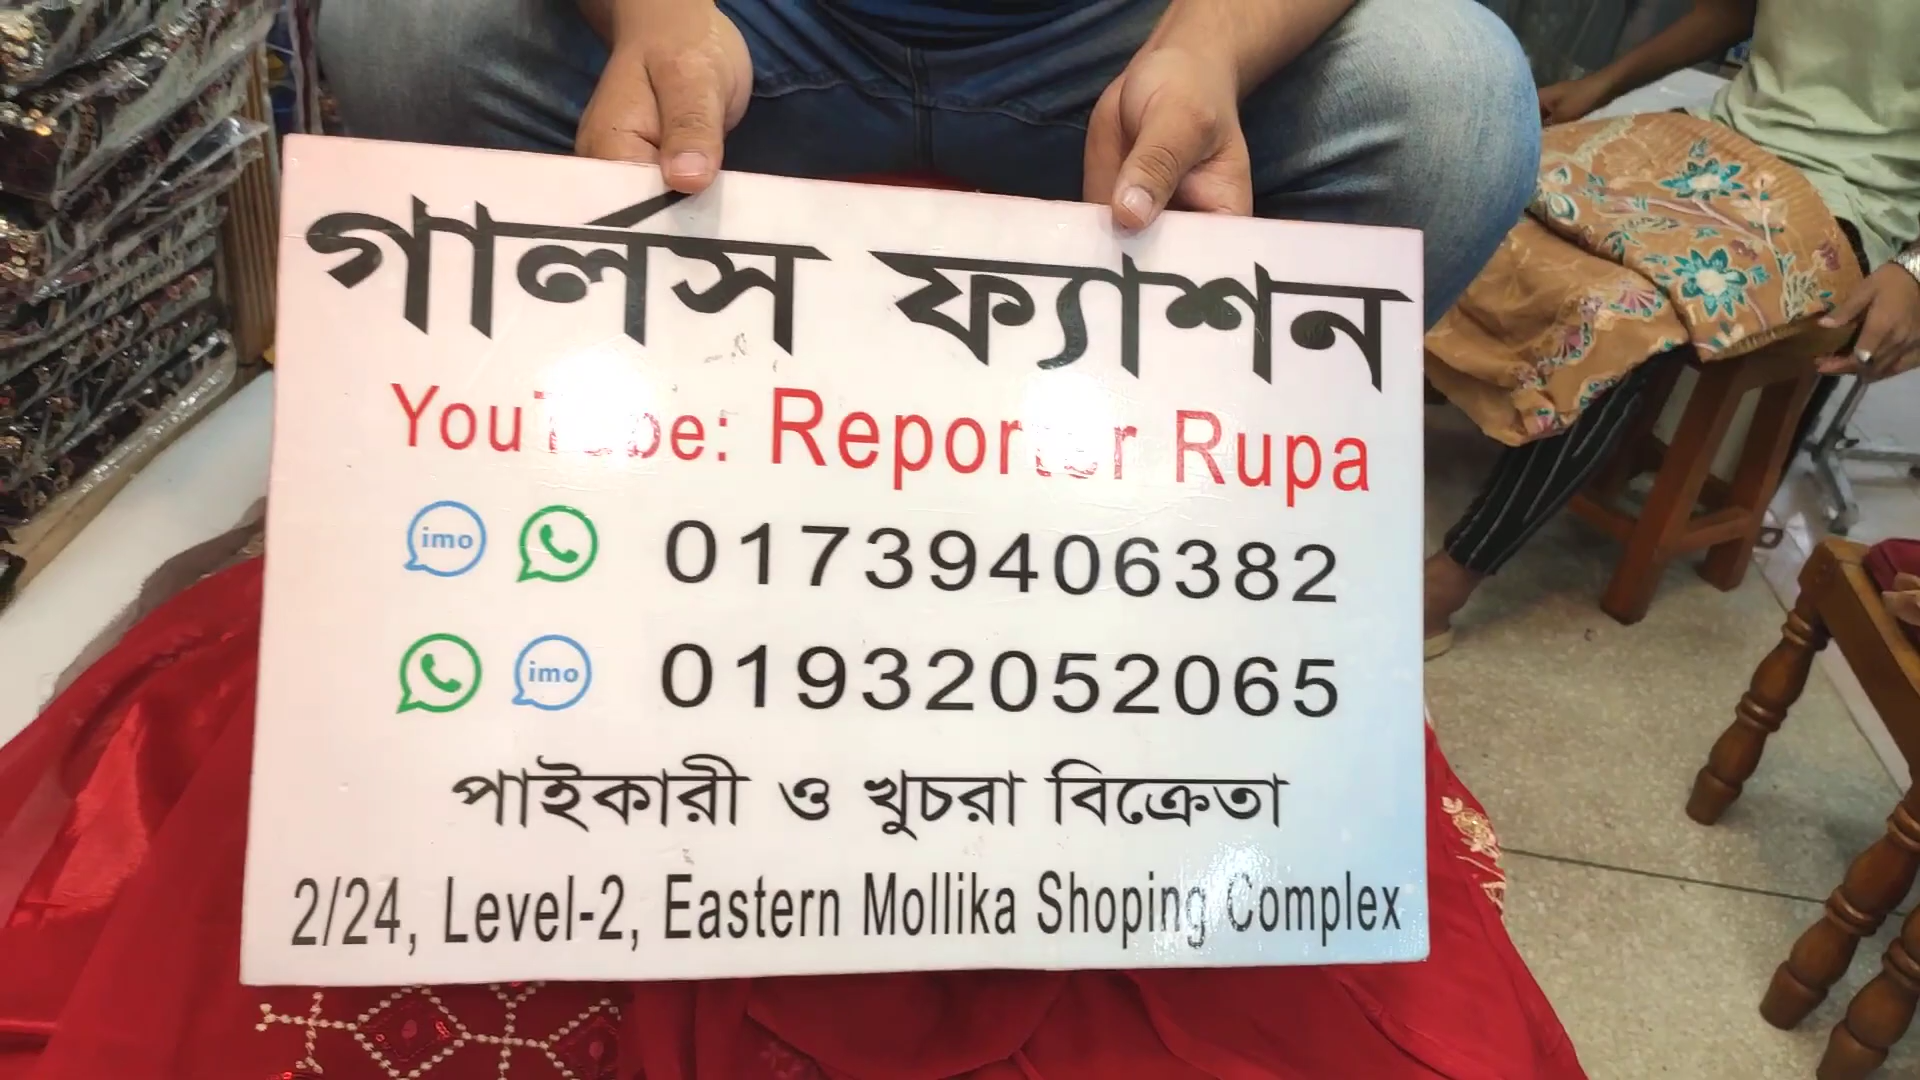 গার্লস ফ্যাশন
YouTube: Reporter Rupa
imo 01739406382
imo 01932052065
পাইকারী ও খুচরা বিক্রেতা
2/24, Level-2, Eastern Mollika Shoping Complex